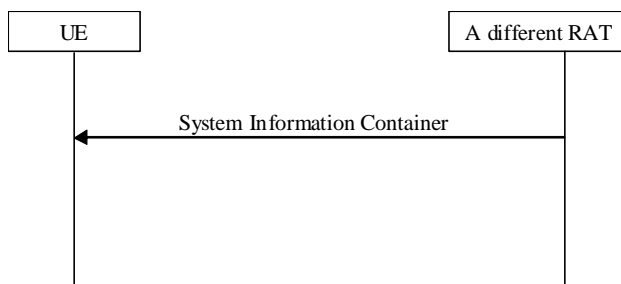 UE
A different RAT
System Information Container